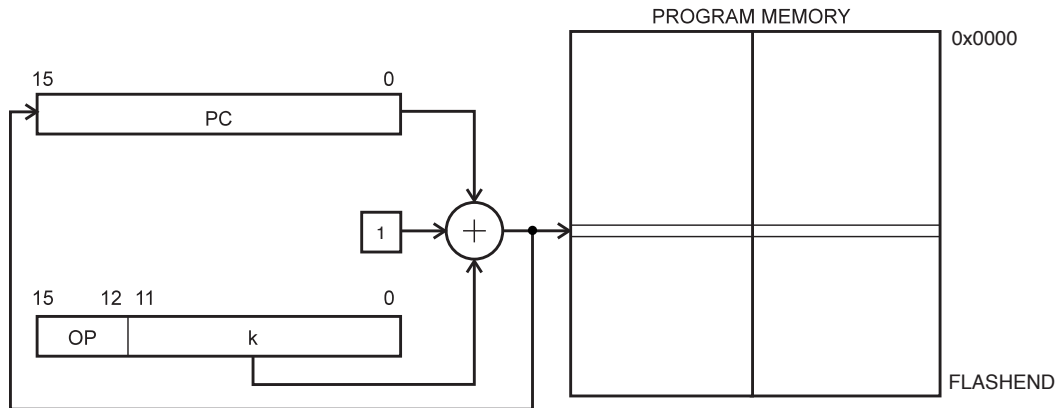 PROGRAM MEMORY
0x0000
15 0
PC
1
+
15 12 11 0
OP k
FLASHEND